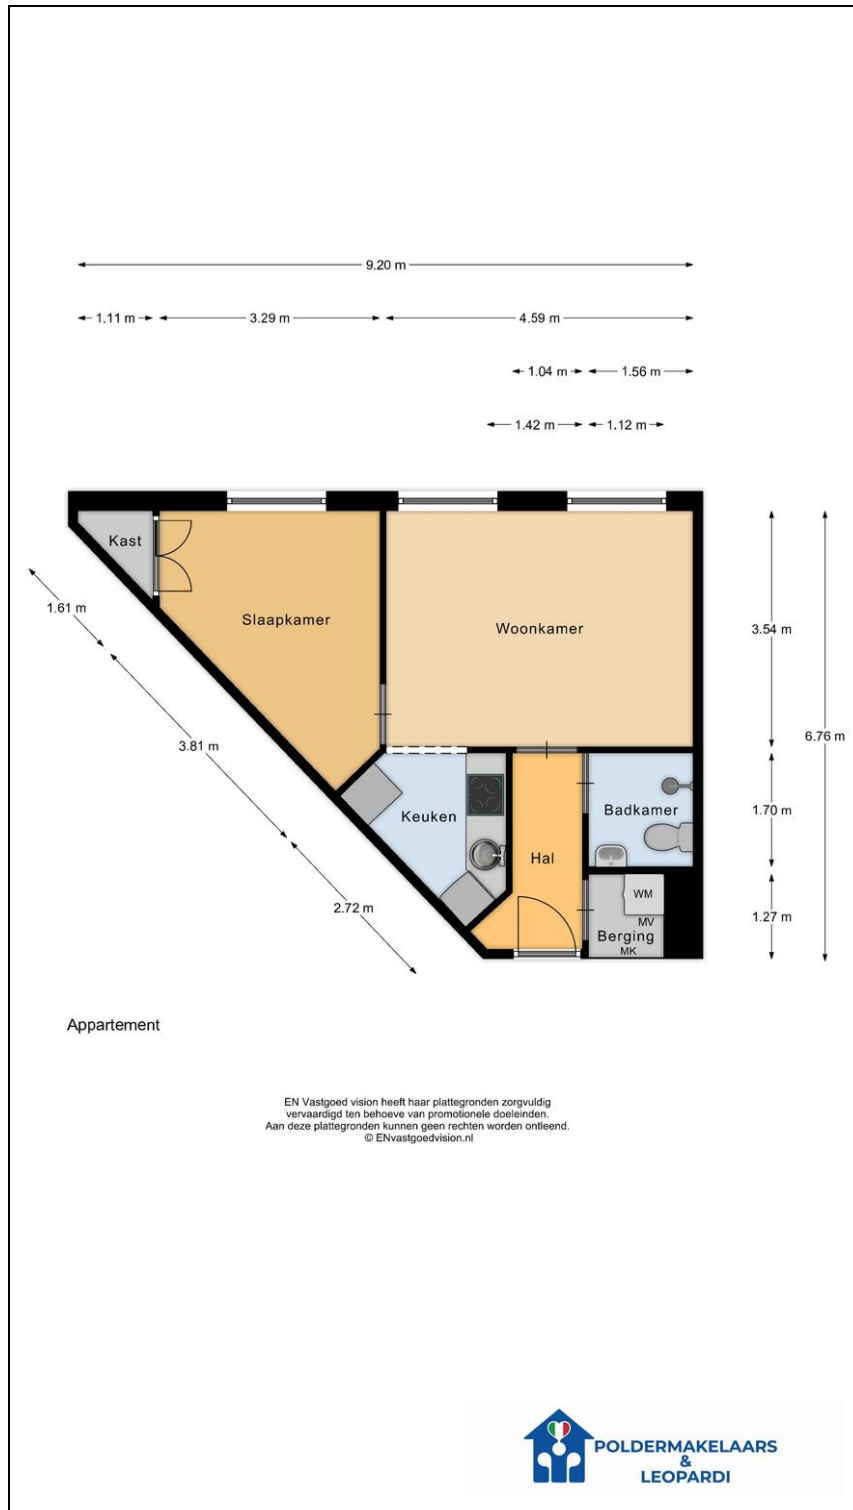 9.20 m
1.11 m 3.29 m 4.59 m
1.04 m 1.56 m
1.42 m 1.12 m
Kast
1.61 m
Slaapkamer
Woonkamer
3.54 m
3.81 m
6.76 m
Keuken
Badkamer
1.70 m
Hal
2.72 m
WM
MV
Berging
MK
1.27 m
Appartement
EN Vastgoed vision heeft haar plattegronden zorgvuldig
vervaardigd ten behoeve van promotionele doeleinden.
Aan deze plattegronden kunnen geen rechten worden ontleend.
© ENvastgoedvision.nl
POLDERMAKELAARS
&
LEOPARDI